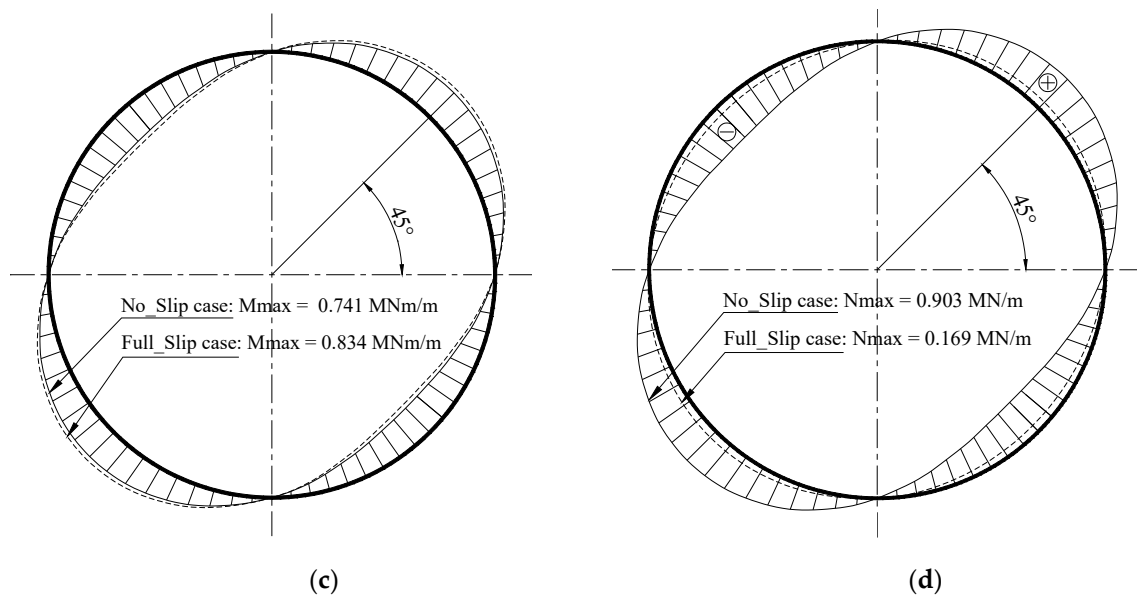 45°
No_Slip case: Mmax = 0.741 MNm/m
Full_Slip case: Mmax = 0.834 MNm/m
(c)
−
+
45°
No_Slip case: Nmax = 0.903 MN/m
Full_Slip case: Nmax = 0.169 MN/m
(d)